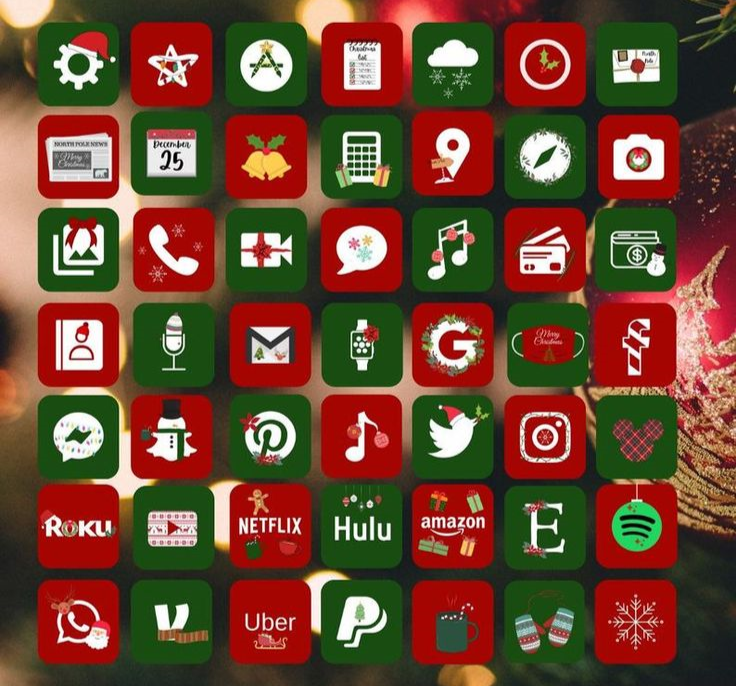 Christmas
list
North
Pole
NORTH POLE NEWS
Merry
Christmas
December
25
$
G
Merry
Christmas
f
ROKU
NETFLIX
Hulu
amazon
E
V
Uber
P